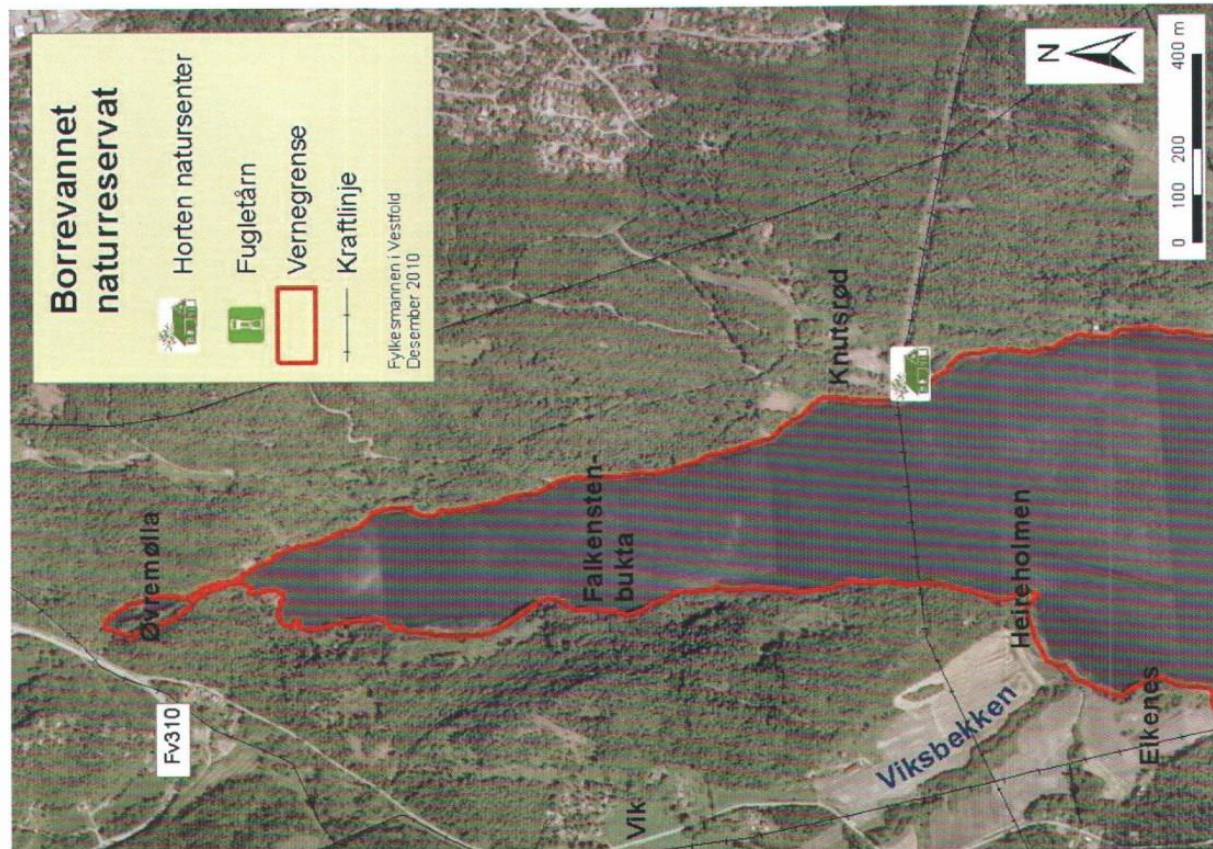 Borrevannet
naturreservat
Horten natursenter
Fugletårn
Vernegrense
Kraftlinje
Fylkesmannen i Vestfold
Desember 2010
Øvremølla
Fv310
Falkensten-
bukta
Knutsrød
Vik
Viksbekken
Heireholmen
Eikenes
N
0 100 200 400 m